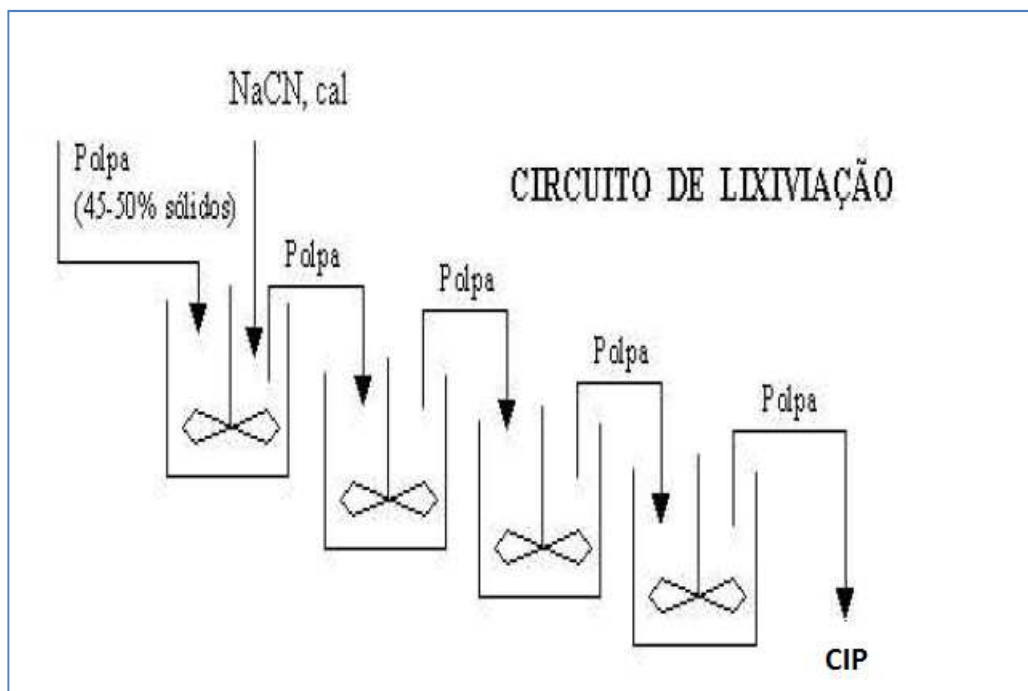 NaCN, cal
Polpa
(45-50% sólidos)
CIRCUITO DE LIXIVIAÇÃO
Polpa
Polpa
Polpa
Polpa
CIP